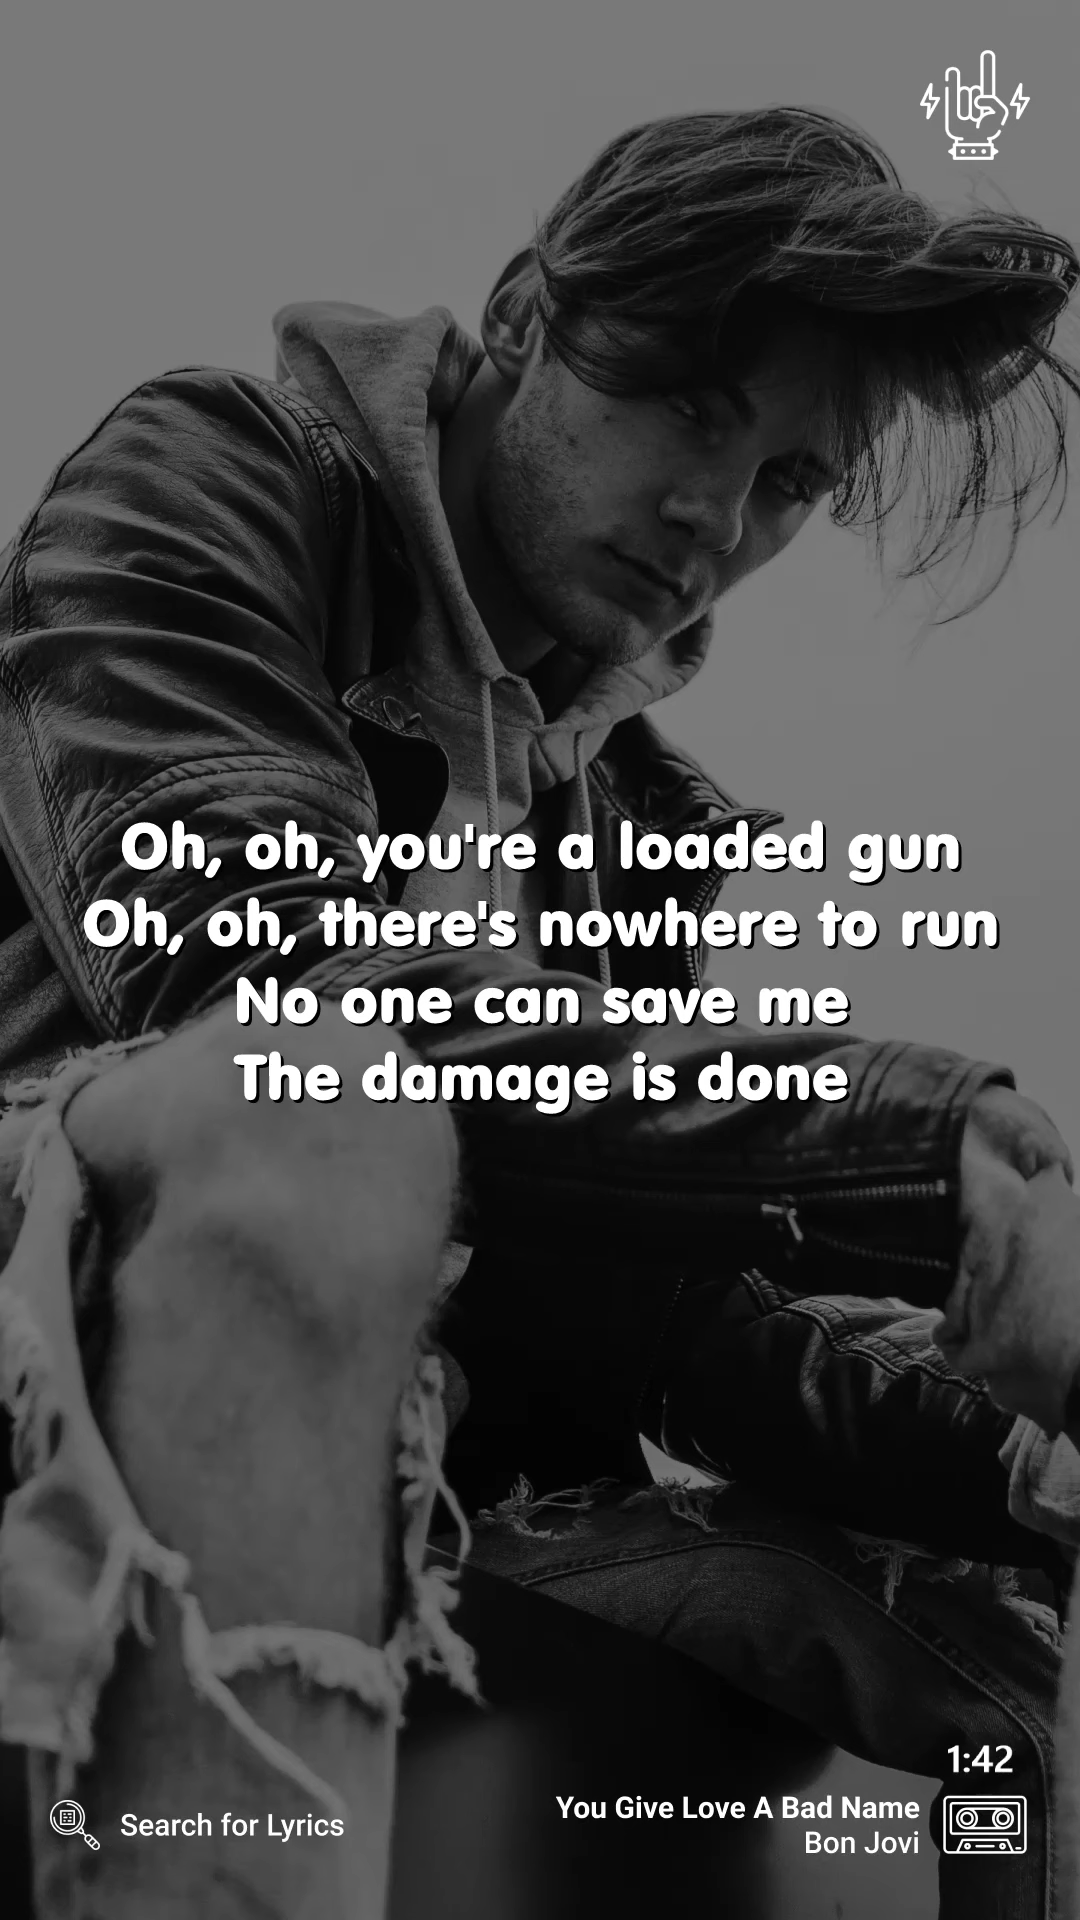 Oh, oh, you're a loaded gun
Oh, oh, there's nowhere to run
No one can save me
The damage is done
1:42
Search for Lyrics
You Give Love A Bad Name
Bon Jovi